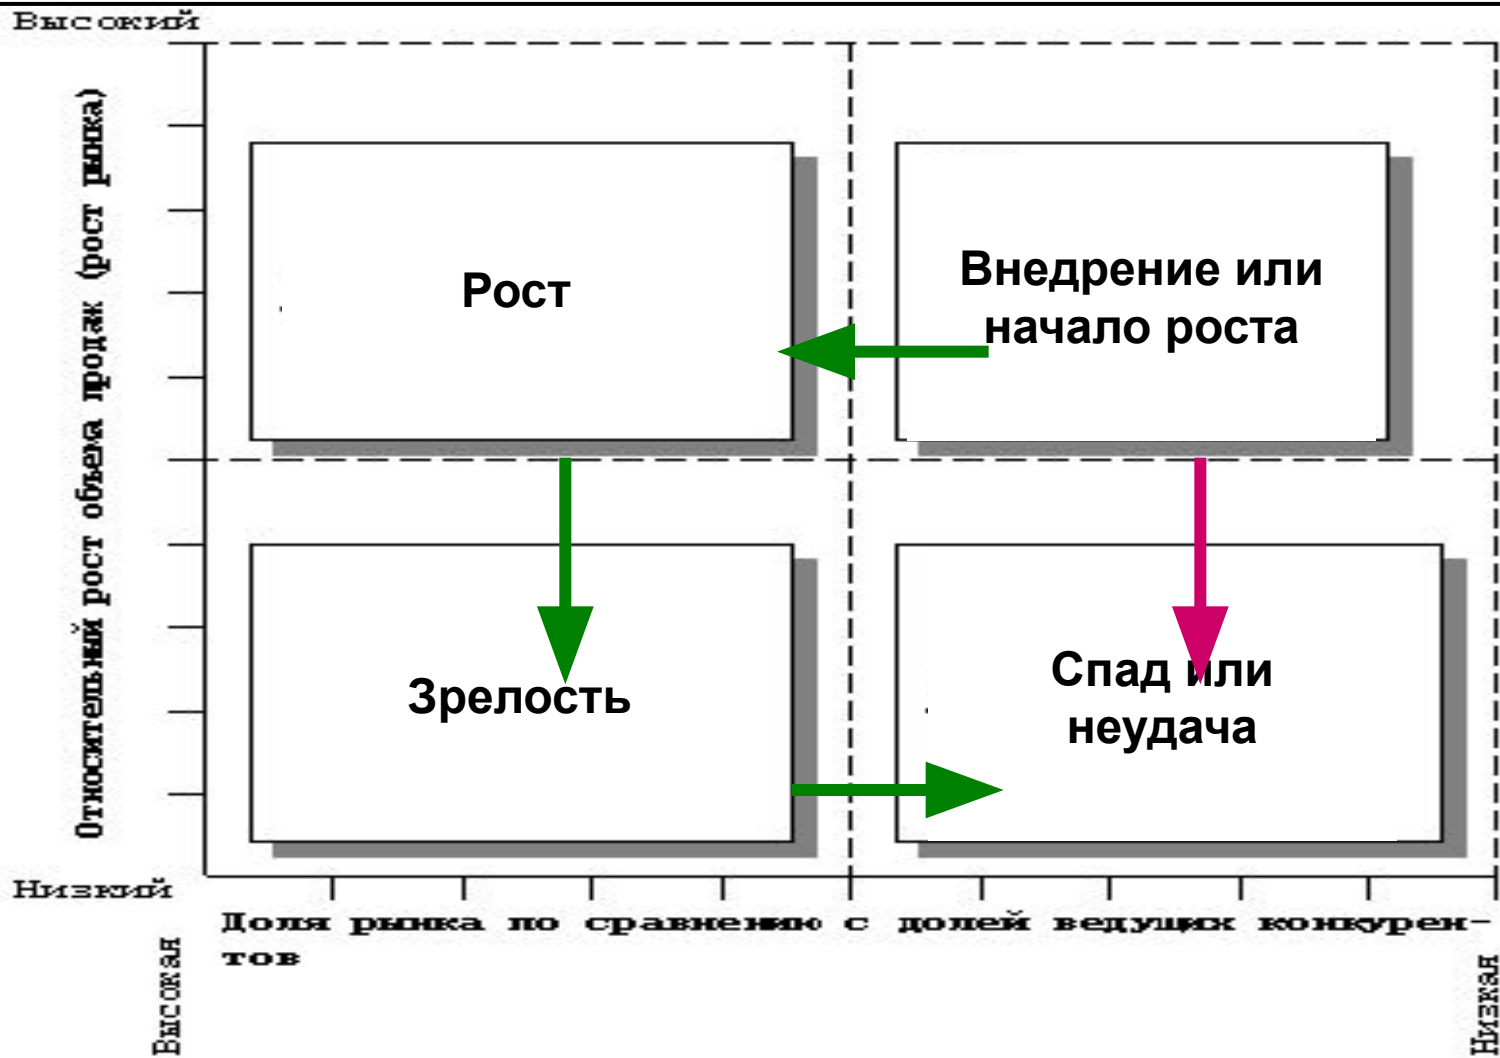 Высокий
Относительный рост объема продаж (рост рынка)
Рост
Внедрение или
начало роста
Зрелость
Спад или
неудача
Низкий
Доля рынка по сравнению с долей ведущих конкурен-
тов
Высокая
Низкая